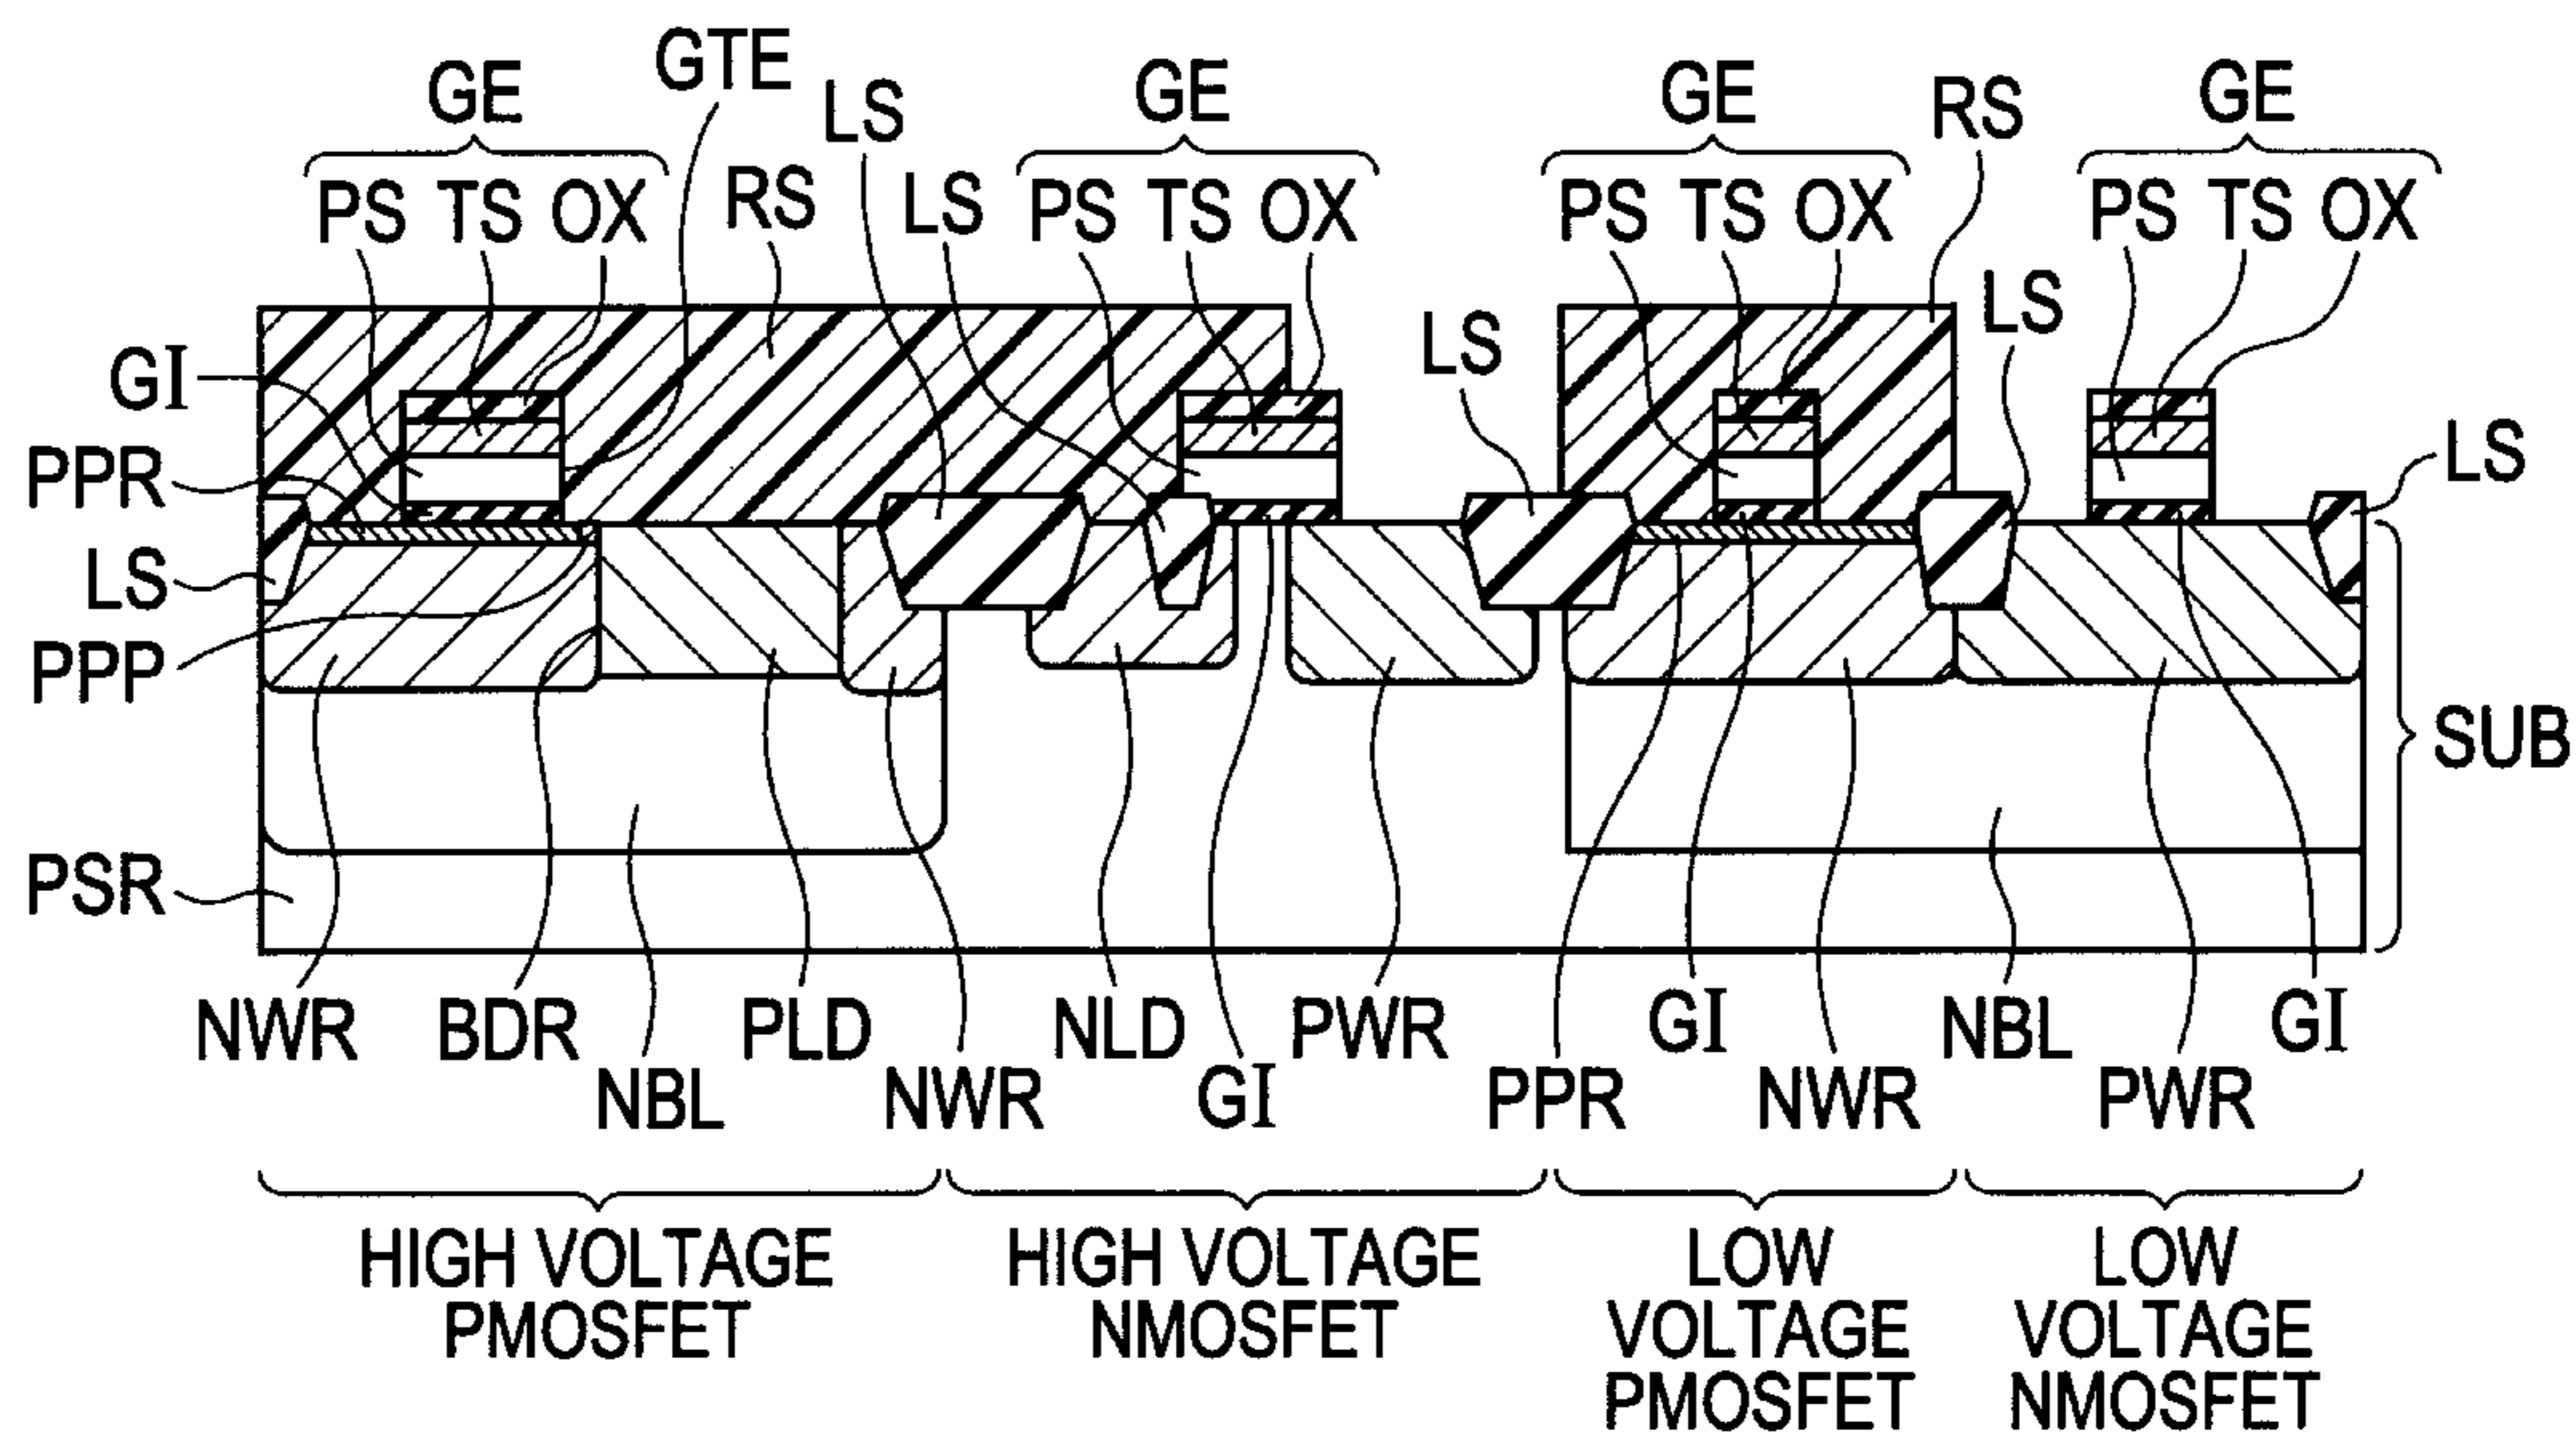 GE GTE LS GE GE RS GE
PS TS OX RS LS PS TS OX PS TS OX PS TS OX
LS LS
GI
PPR LS
LS
PPP
SUB
PSR
NWR BDR PLD NLD PWR GI NBL GI
NBL NWR GI PPR NWR PWR
HIGH VOLTAGE
PMOSFET
HIGH VOLTAGE
NMOSFET
LOW
VOLTAGE
PMOSFET
LOW
VOLTAGE
NMOSFET